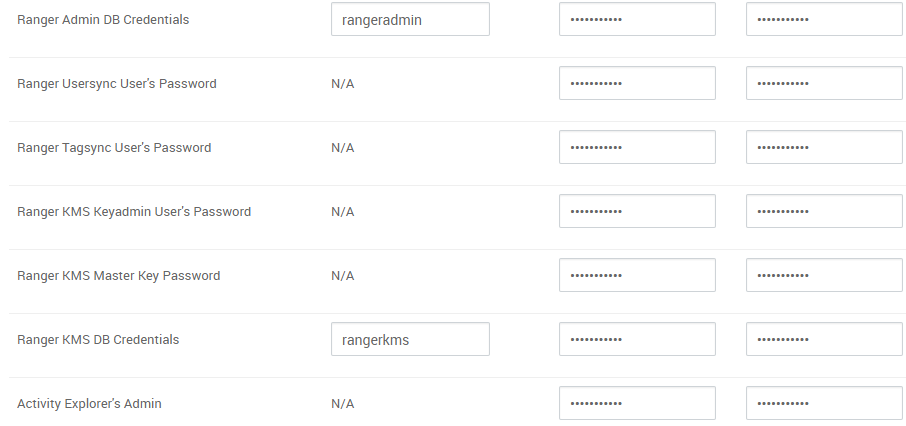 Ranger Admin DB Credentials rangeradmin ••••••••••• •••••••••••
Ranger Usersync User's Password N/A ••••••••••• •••••••••••
Ranger Tagsync User's Password N/A ••••••••••• •••••••••••
Ranger KMS Keyadmin User's Password N/A ••••••••••• •••••••••••
Ranger KMS Master Key Password N/A ••••••••••• •••••••••••
Ranger KMS DB Credentials rangerkms ••••••••••• •••••••••••
Activity Explorer's Admin N/A ••••••••••• •••••••••••